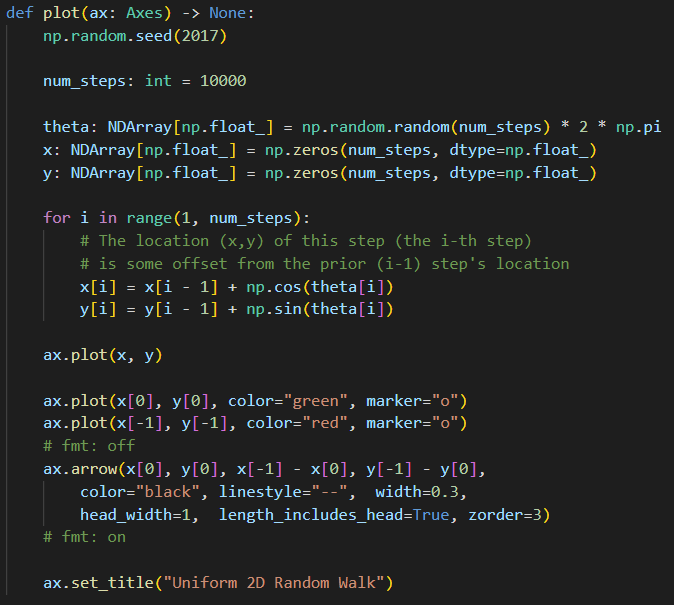 def plot(ax: Axes) -> None:
    np.random.seed(2017)

    num_steps: int = 10000

    theta: NDArray[np.float_] = np.random.random(num_steps) * 2 * np.pi
    x: NDArray[np.float_] = np.zeros(num_steps, dtype=np.float_)
    y: NDArray[np.float_] = np.zeros(num_steps, dtype=np.float_)

    for i in range(1, num_steps):
        # The location (x,y) of this step (the i-th step)
        # is some offset from the prior (i-1) step's location
        x[i] = x[i - 1] + np.cos(theta[i])
        y[i] = y[i - 1] + np.sin(theta[i])

    ax.plot(x, y)

    ax.plot(x[0], y[0], color="green", marker="o")
    ax.plot(x[-1], y[-1], color="red", marker="o")
    # fmt: off
    ax.arrow(x[0], y[0], x[-1] - x[0], y[-1] - y[0],
        color="black", linestyle="--",  width=0.3,
        head_width=1,  length_includes_head=True, zorder=3)
    # fmt: on

    ax.set_title("Uniform 2D Random Walk")